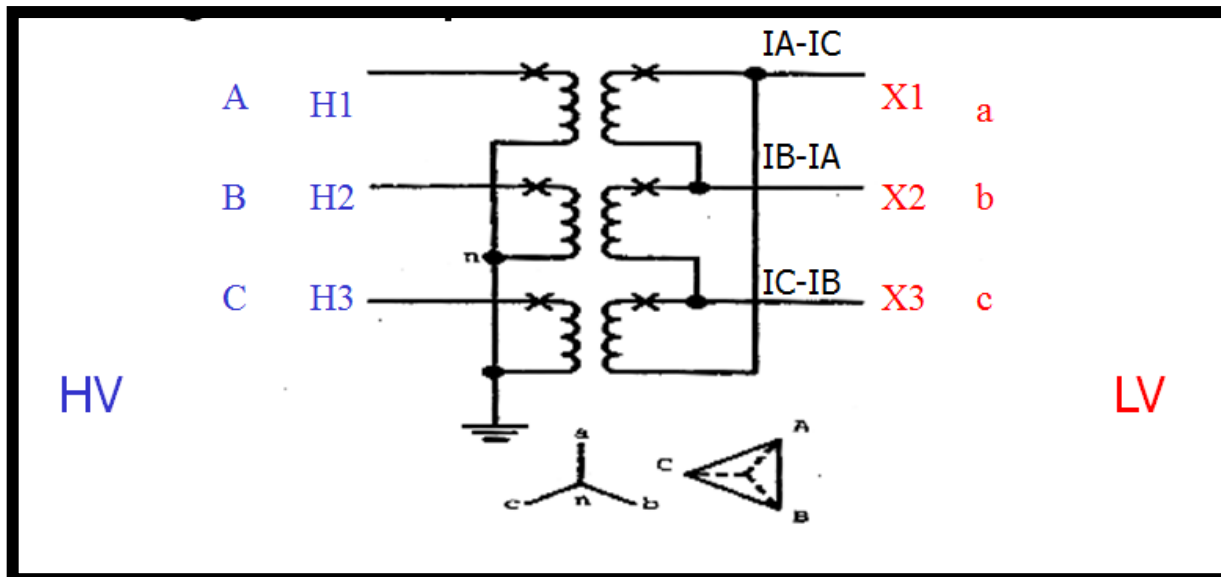 IA-IC
A H1 X1 a
IB-IA
B H2 X2 b
n
IC-IB
C H3 X3 c
HV LV
a
A
C
c n b
B